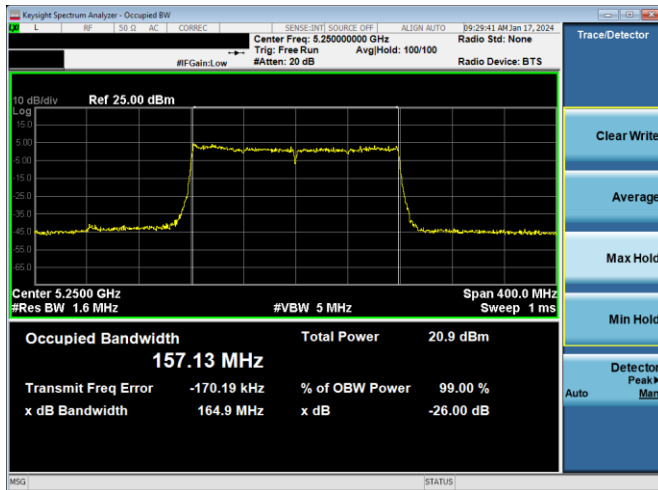 Keysight Spectrum Analyzer - Occupied BW
L RF 50 Ω AC CORREC SENSE:INT SOURCE OFF ALIGN AUTO 09:29:41 AM Jan 17, 2024
Center Freq: 5.250000000 GHz Radio Std: None
Trig: Free Run Avg|Hold: 100/100
#IFGain:Low #Atten: 20 dB Radio Device: BTS
Trace/Detector
10 dB/div Ref 25.00 dBm
Log
15.0
5.00
-5.00
-15.0
-25.0
-35.0
-45.0
-55.0
-65.0
Center 5.2500 GHz Span 400.0 MHz
#Res BW 1.6 MHz #VBW 5 MHz Sweep 1 ms
Occupied Bandwidth Total Power 20.9 dBm
157.13 MHz
Transmit Freq Error -170.19 kHz % of OBW Power 99.00 %
x dB Bandwidth 164.9 MHz x dB -26.00 dB
Clear Write
Average
Max Hold
Min Hold
Detector
Peak▶
Auto Man
MSG STATUS